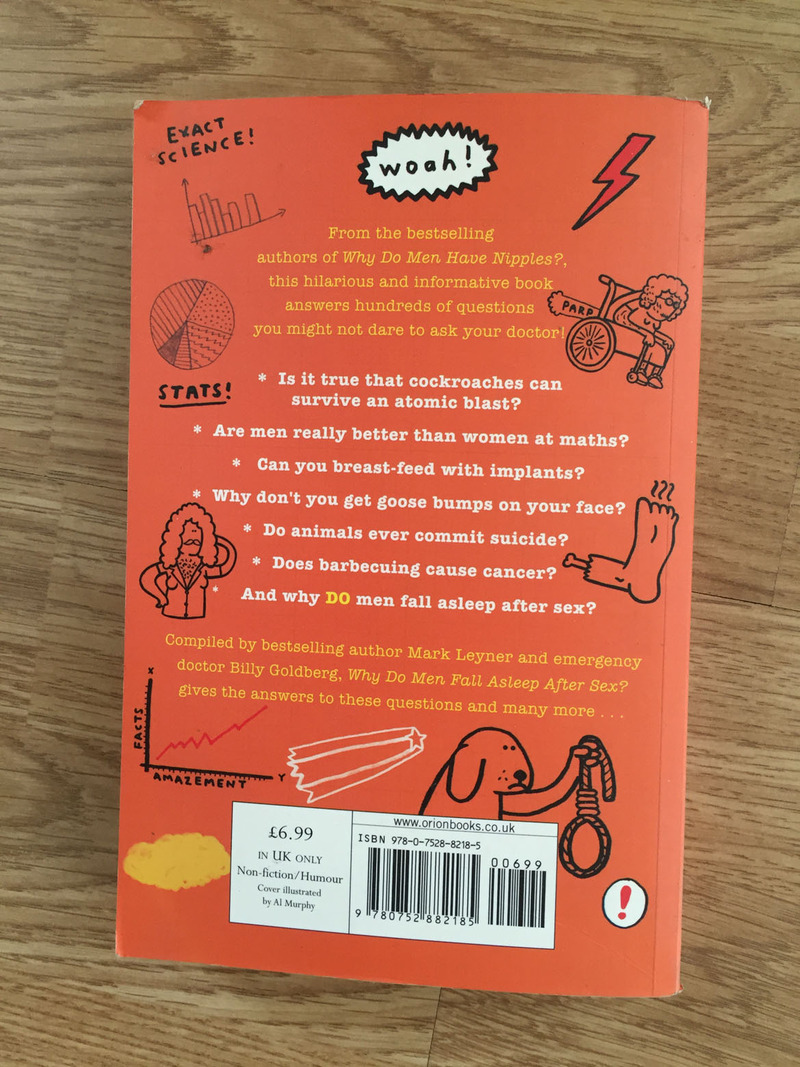 EXACT
SCIENCE!
woah!
From the bestselling
authors of Why Do Men Have Nipples?,
this hilarious and informative book
answers hundreds of questions
you might not dare to ask your doctor!
PARP
STATS!
* Is it true that cockroaches can
survive an atomic blast?
* Are men really better than women at maths?
* Can you breast-feed with implants?
* Why don't you get goose bumps on your face?
* Do animals ever commit suicide?
* Does barbecuing cause cancer?
* And why DO men fall asleep after sex?
Compiled by bestselling author Mark Leyner and emergency
doctor Billy Goldberg, Why Do Men Fall Asleep After Sex?
gives the answers to these questions and many more . . .
X
FACTS
AMAZEMENT
Y
£6.99
IN UK ONLY
Non-fiction/Humour
Cover illustrated
by Al Murphy
www.orionbooks.co.uk
ISBN 978-0-7528-8218-5
00699
9 780752 882185
!